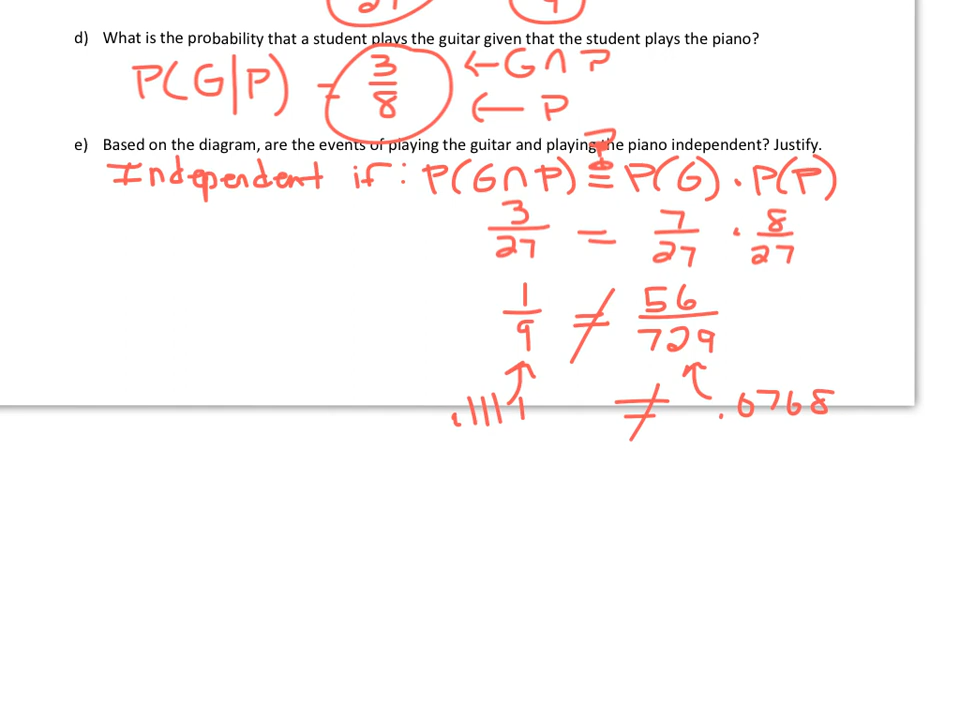 d) What is the probability that a student plays the guitar given that the student plays the piano?
P(G|P) = 3/8 ← G∩P
← P
e) Based on the diagram, are the events of playing the guitar and playing the piano independent? Justify.
Independent if: P(G∩P) ≟ P(G) · P(P)
3/27 = 7/27 · 8/27
1/9 ≠ 56/729
.1111 ≠ .0768